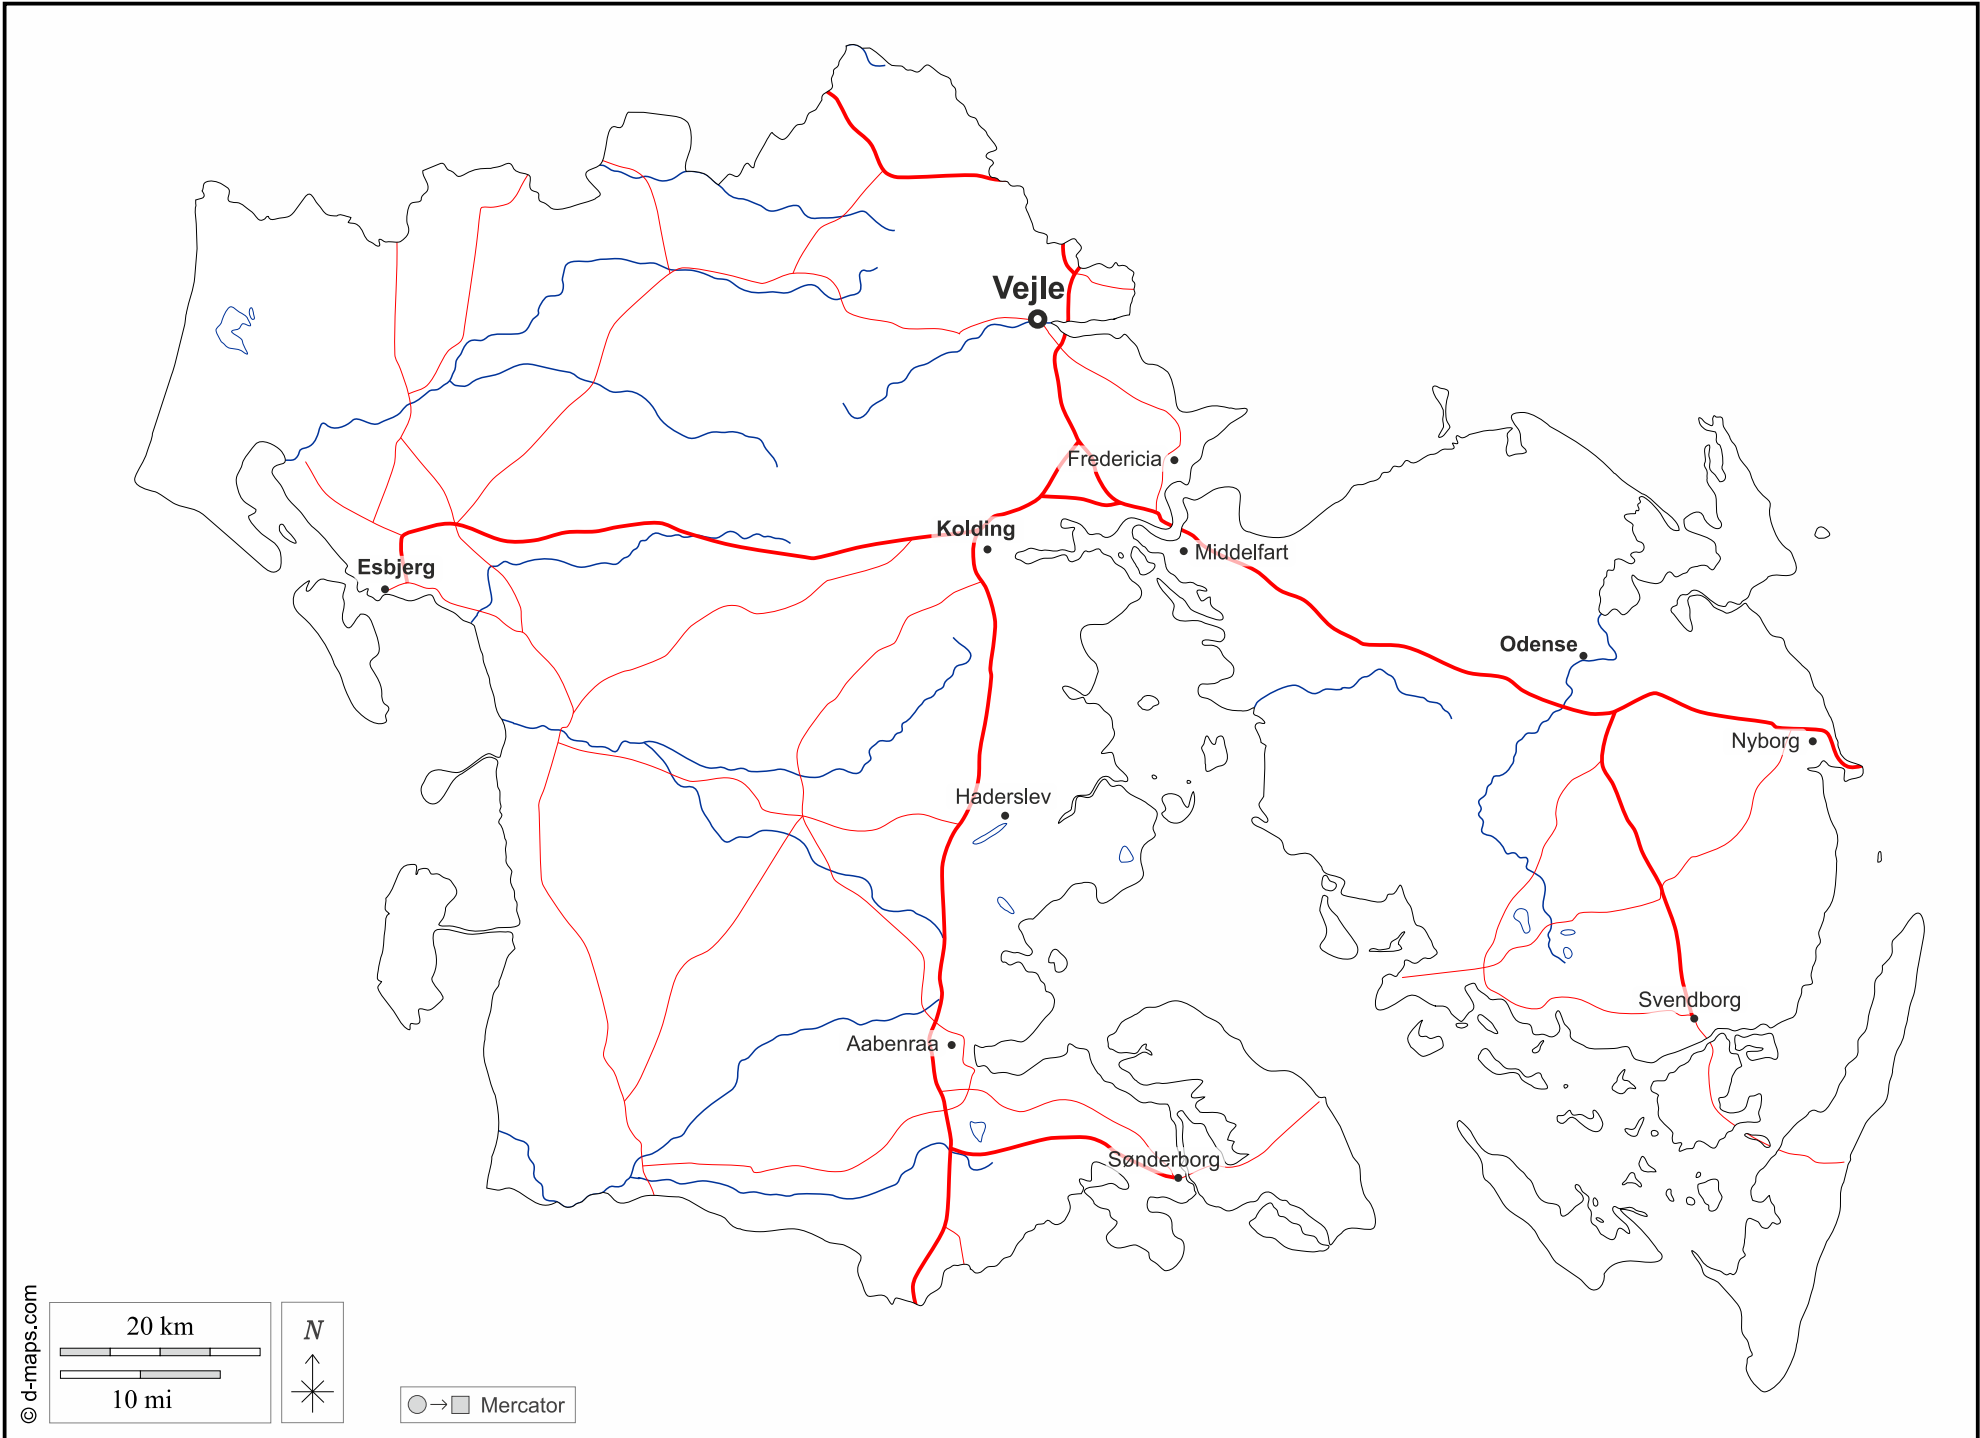 Vejle
Fredericia
Kolding
Middelfart
Esbjerg
Odense
Nyborg
Haderslev
Svendborg
Aabenraa
Sønderborg
© d-maps.com
20 km
10 mi
N
Mercator